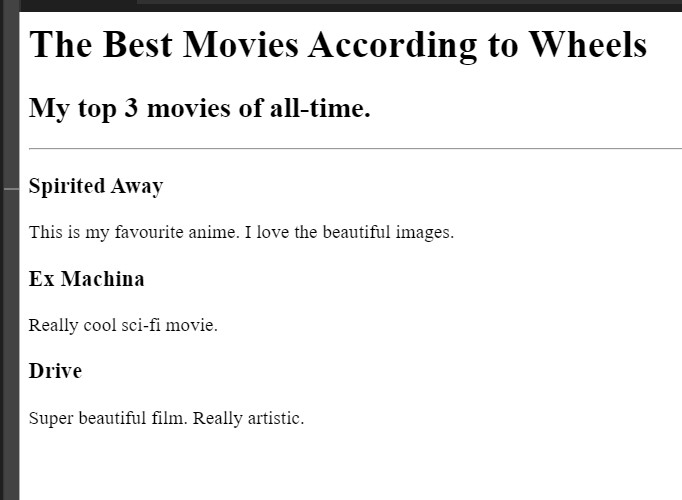 The Best Movies According to Wheels
My top 3 movies of all-time.
Spirited Away
This is my favourite anime. I love the beautiful images.
Ex Machina
Really cool sci-fi movie.
Drive
Super beautiful film. Really artistic.